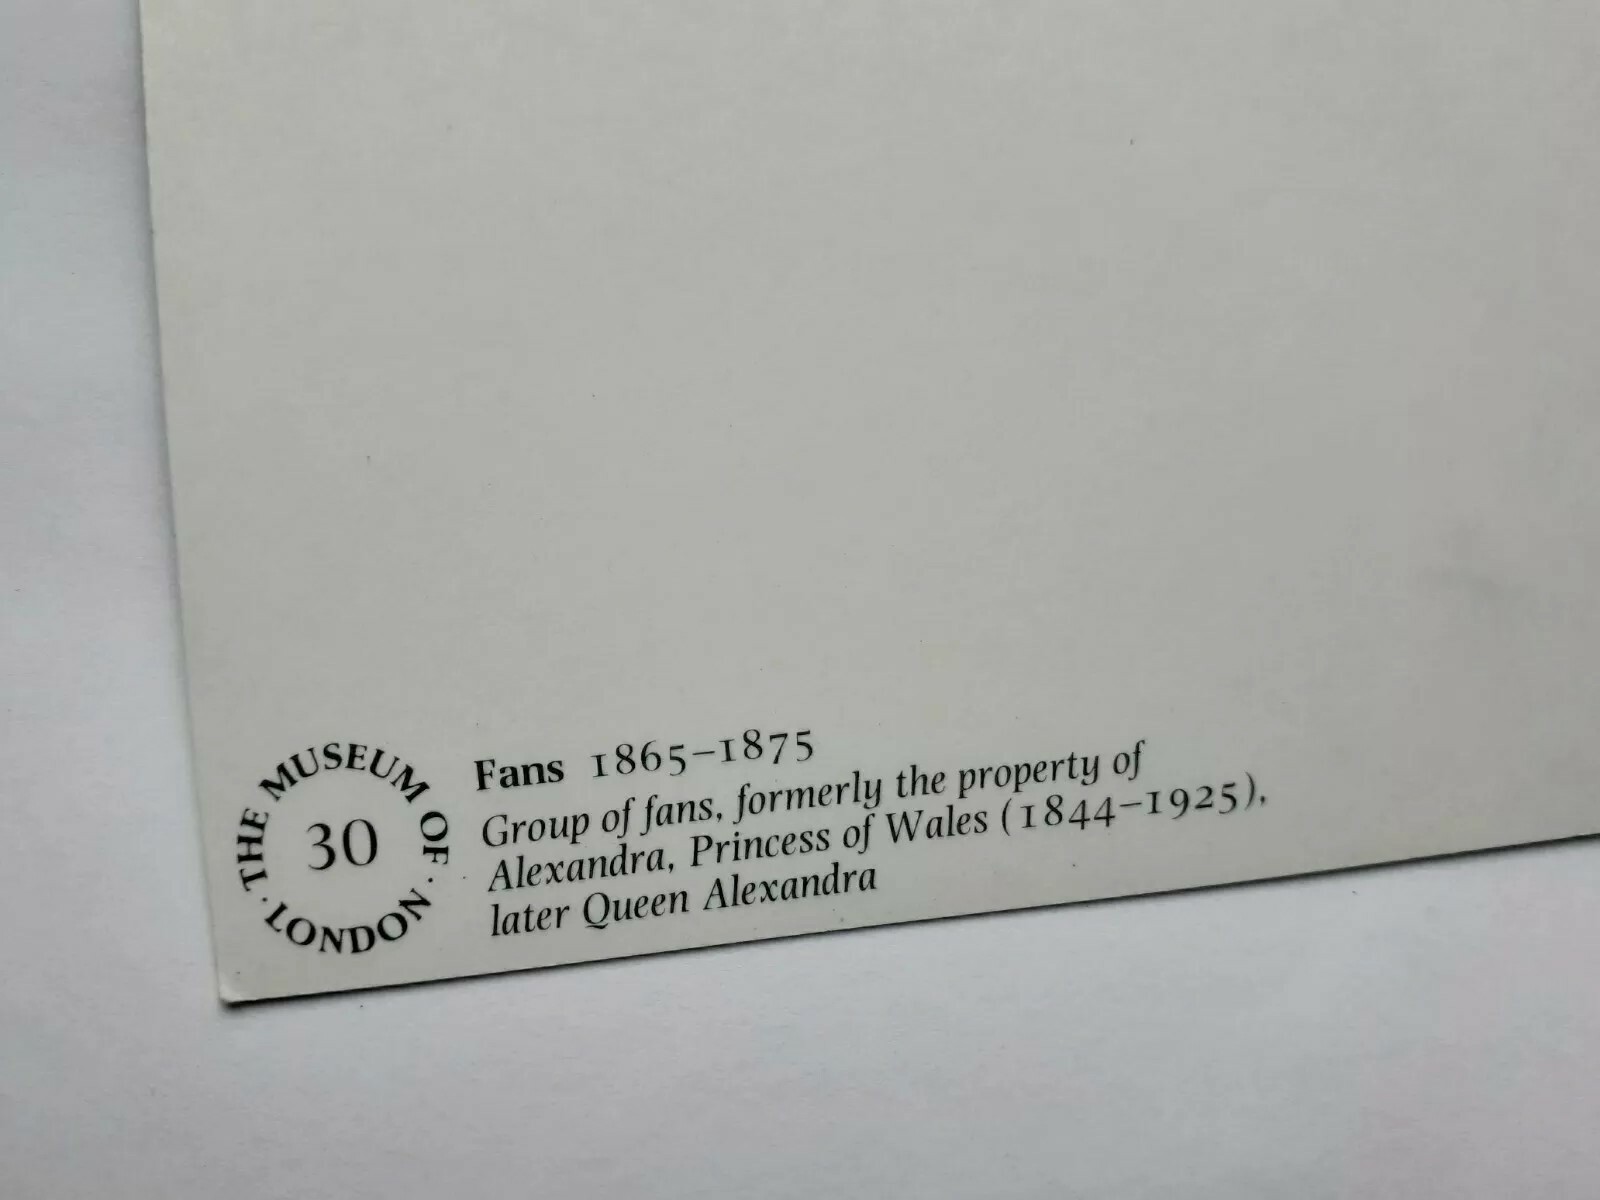 · THE MUSEUM OF · LONDON
30
Fans 1865–1875
Group of fans, formerly the property of
Alexandra, Princess of Wales (1844–1925),
later Queen Alexandra